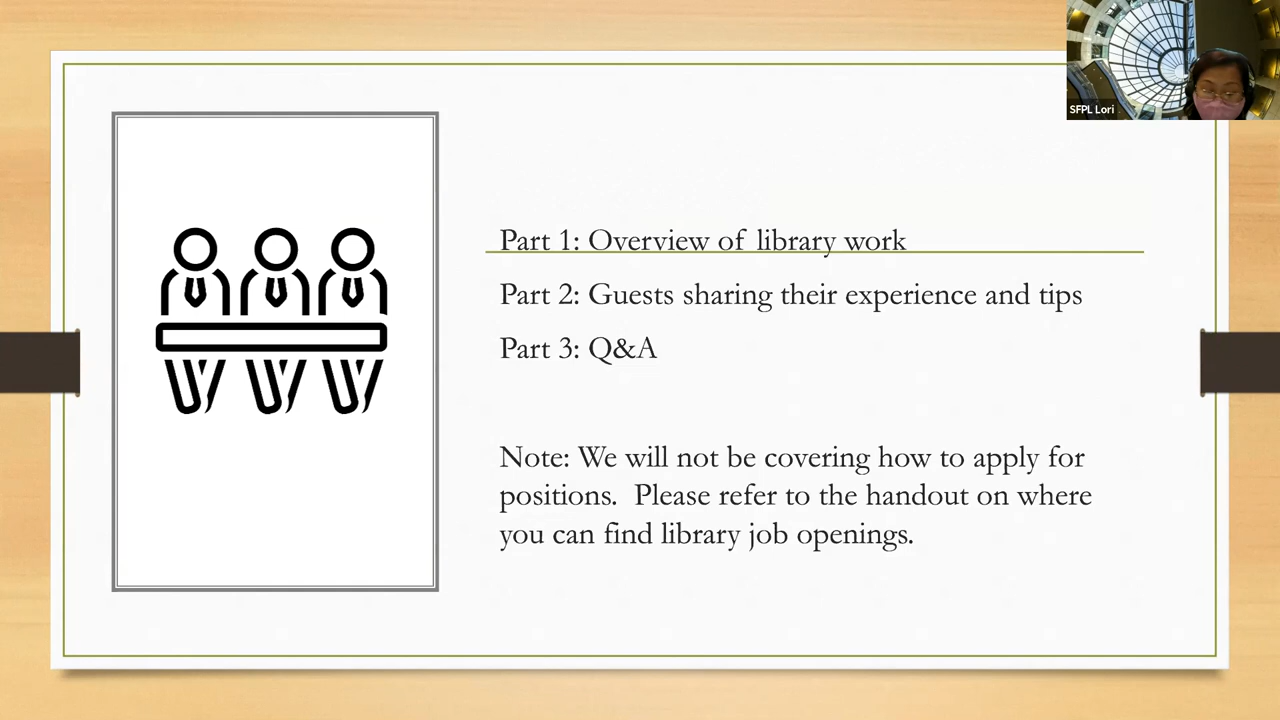 SFPL Lori
Part 1: Overview of library work
Part 2: Guests sharing their experience and tips
Part 3: Q&A
Note: We will not be covering how to apply for
positions.  Please refer to the handout on where
you can find library job openings.